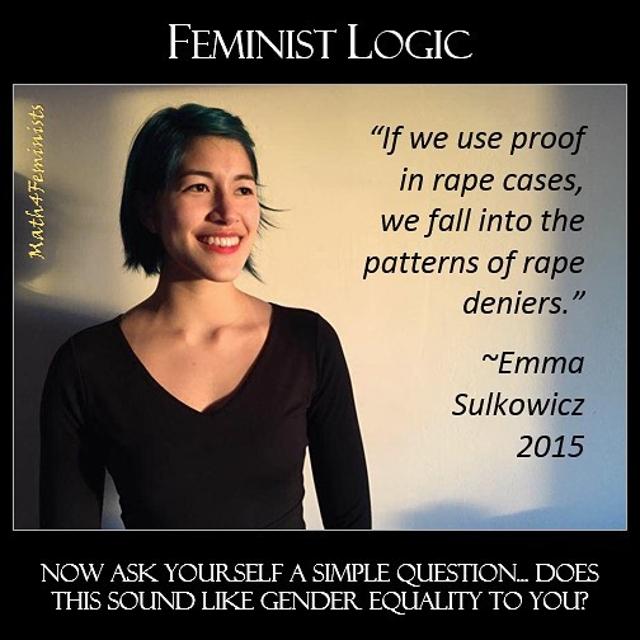 FEMINIST LOGIC
Math4Feminists
“If we use proof
in rape cases,
we fall into the
patterns of rape
deniers.”
~Emma
Sulkowicz
2015
NOW ASK YOURSELF A SIMPLE QUESTION... DOES
THIS SOUND LIKE GENDER EQUALITY TO YOU?